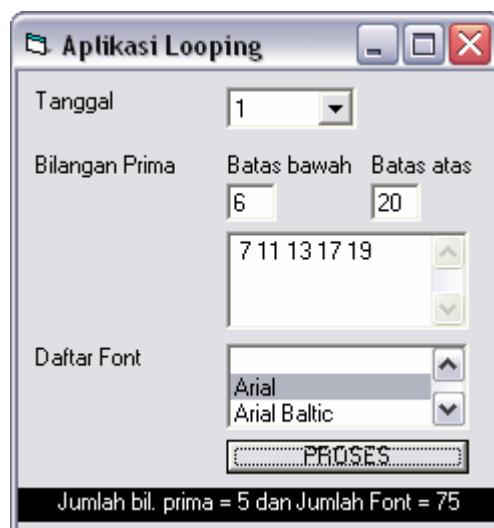 Aplikasi Looping
Tanggal 1
Bilangan Prima Batas bawah Batas atas
6 20
7 11 13 17 19
Daftar Font
Arial
Arial Baltic
PROSES
Jumlah bil. prima = 5 dan Jumlah Font = 75